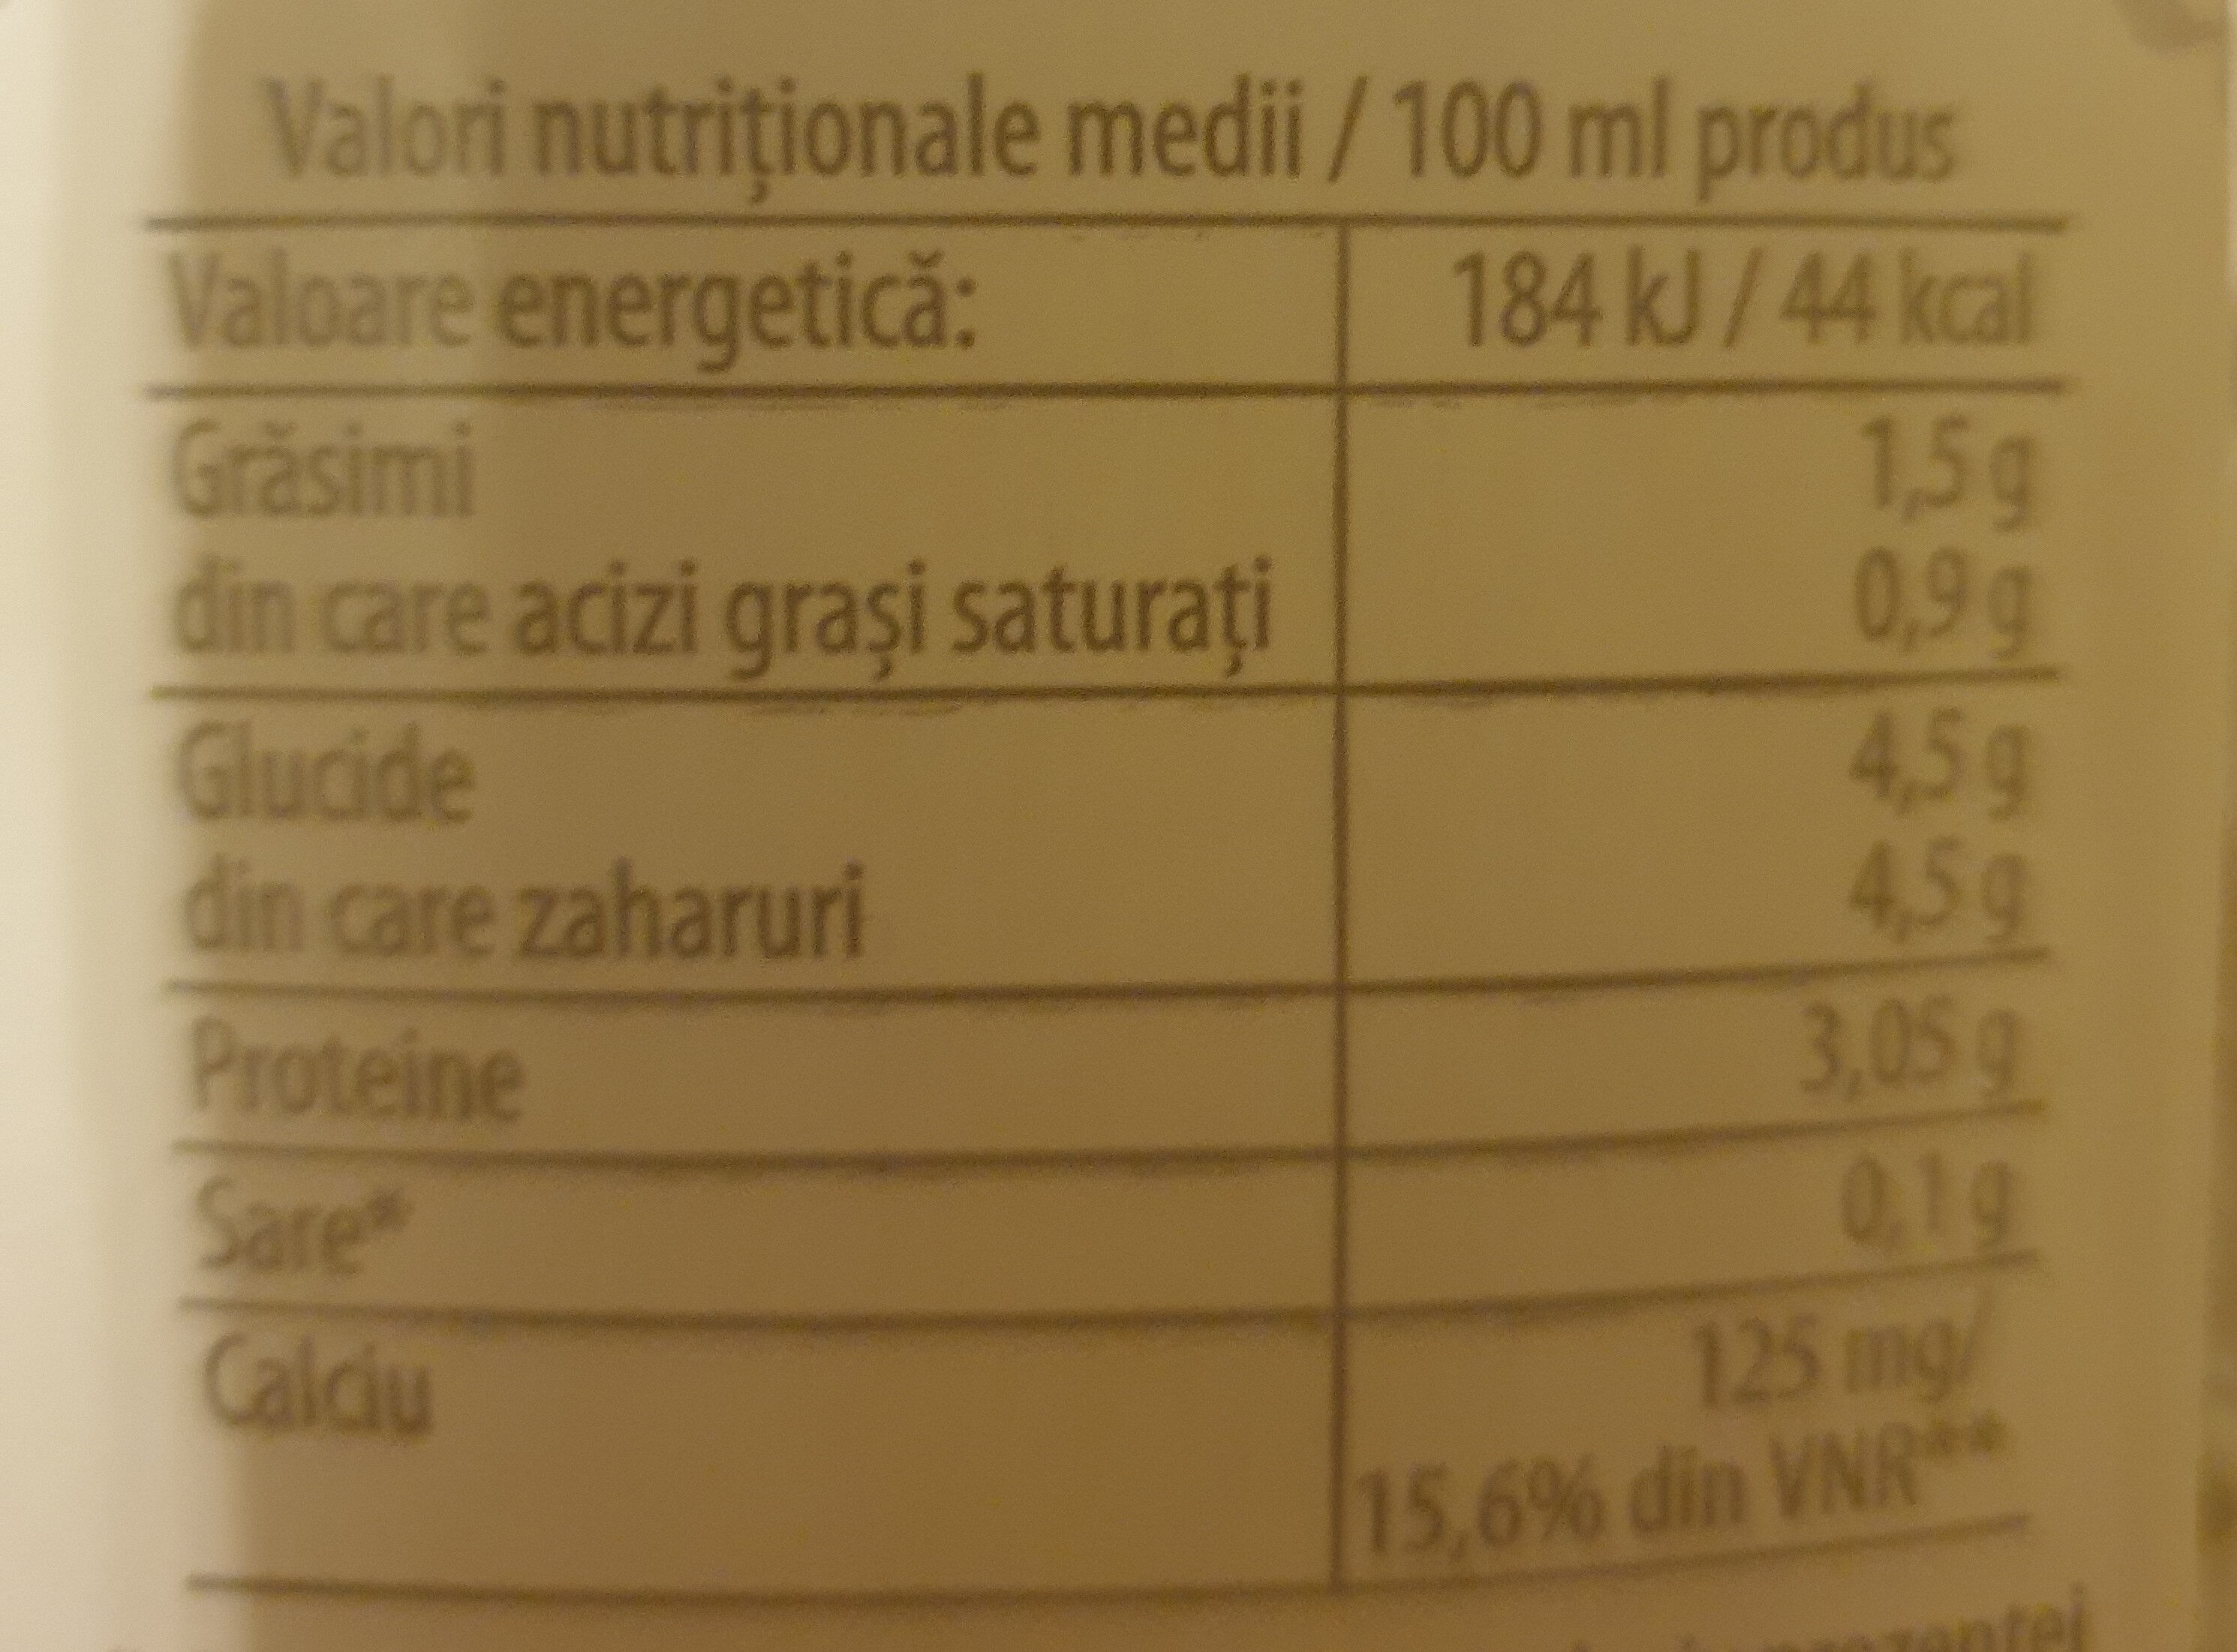 Valori nutriționale medii / 100 ml produs
Valoare energetică: 184 kJ / 44 kcal
Grăsimi 1,5 g
din care acizi grași saturați 0,9 g
Glucide 4,5 g
din care zaharuri 4,5 g
Proteine 3,05 g
Sare* 0,1 g
Calciu 125 mg/
15,6% din VNR**